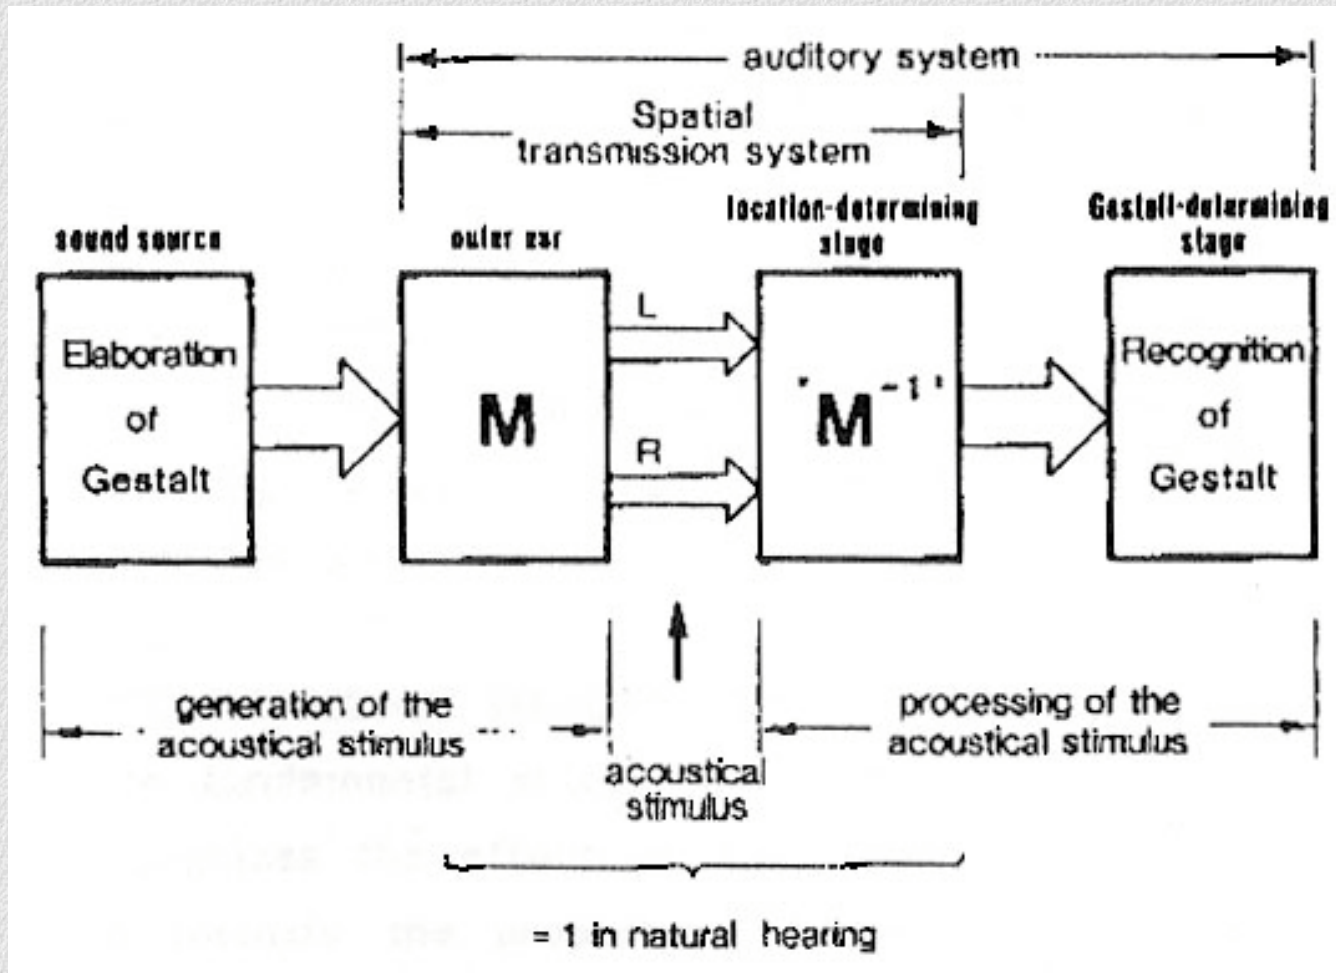 auditory system
Spatial
transmission system
sound source
outer ear
location-determining
stage
Gestalt-determining
stage
Elaboration
of
Gestalt
M
L
R
'M⁻¹'
Recognition
of
Gestalt
generation of the
acoustical stimulus
acoustical
stimulus
processing of the
acoustical stimulus
= 1 in natural hearing